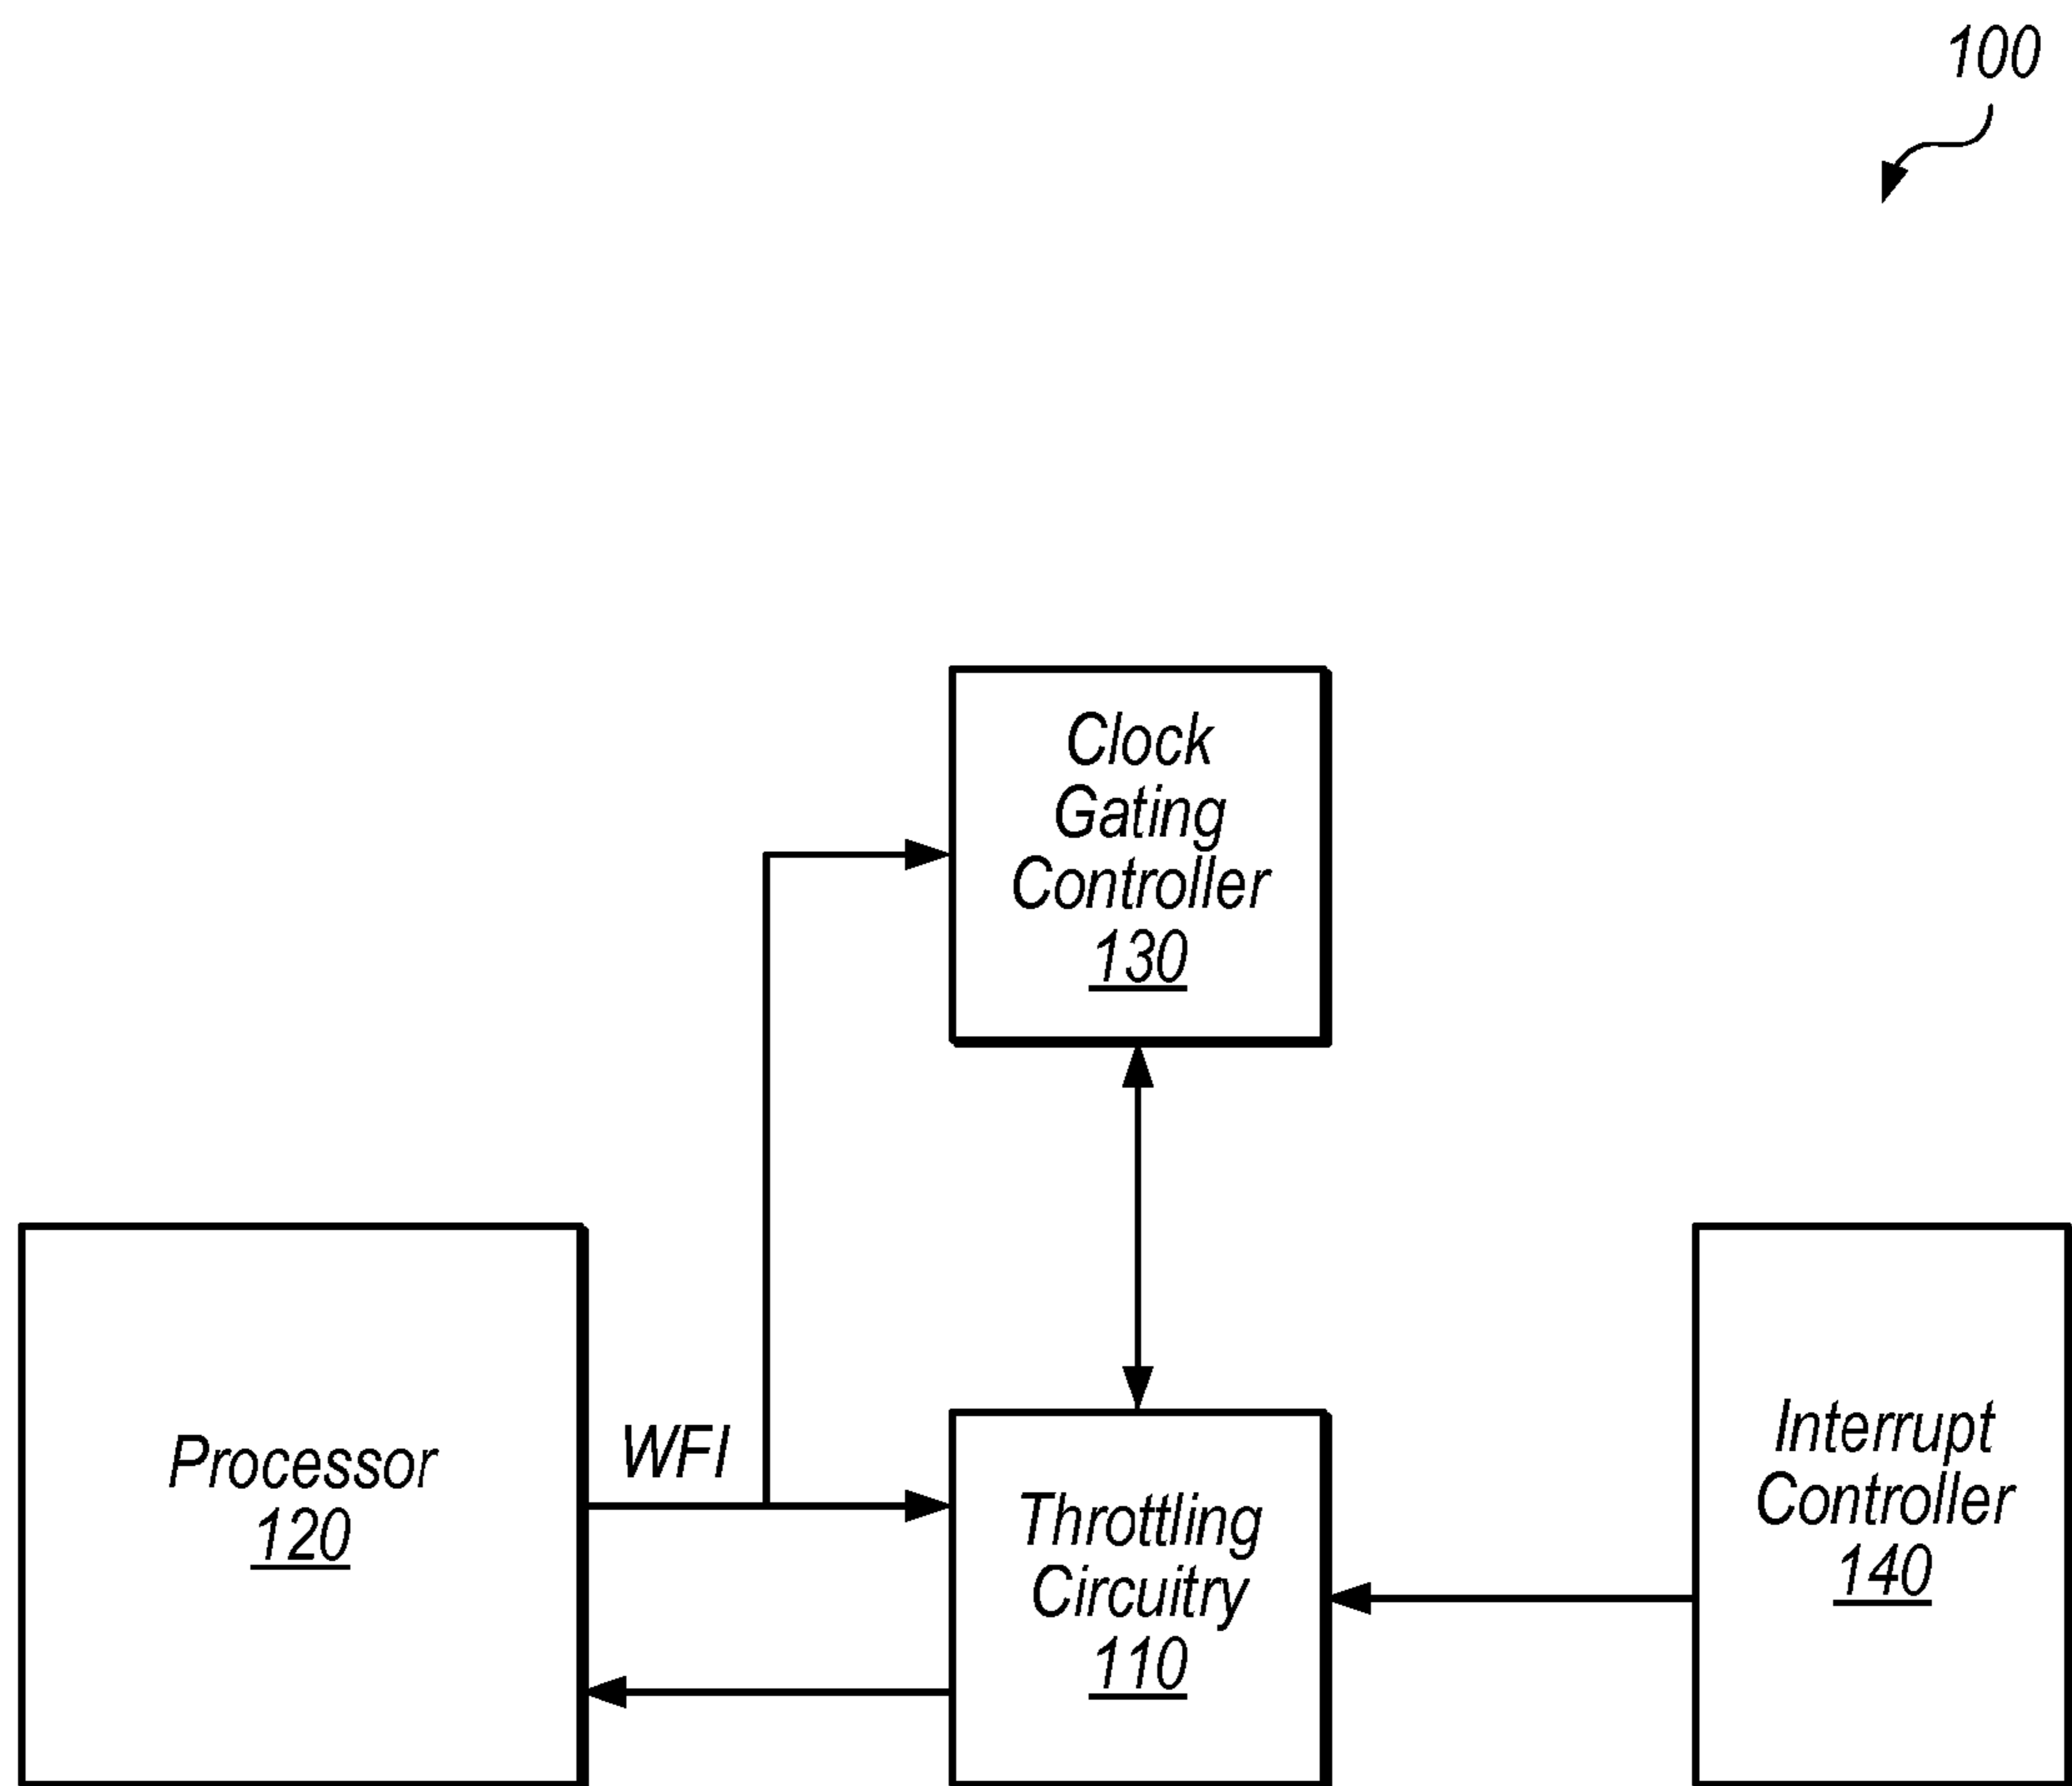 100
Clock
Gating
Controller
130
Processor
120
WFI
Throttling
Circuitry
110
Interrupt
Controller
140